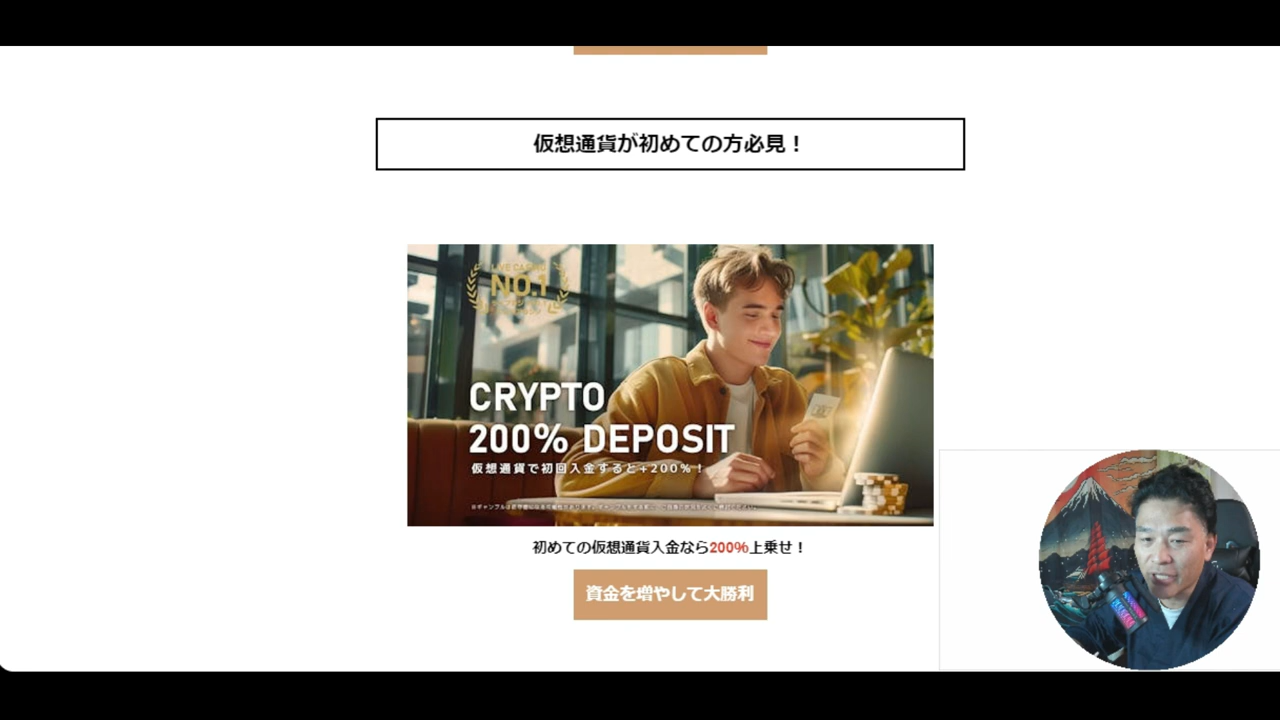 仮想通貨が初めての方必見！
NO.1
CRYPTO
200% DEPOSIT
仮想通貨で初回入金すると+200%！
初めての仮想通貨入金なら200%上乗せ！
資金を増やして大勝利